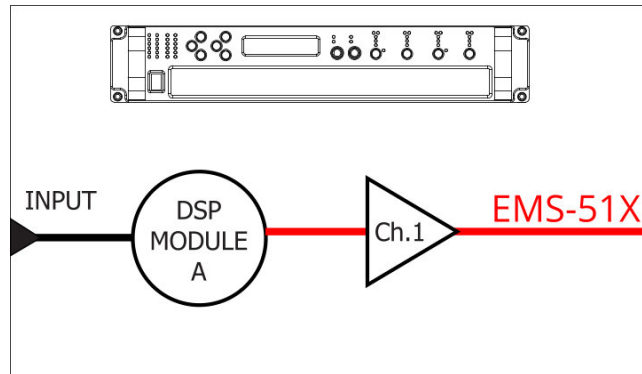 INPUT
DSP
MODULE
A
Ch.1
EMS-51X